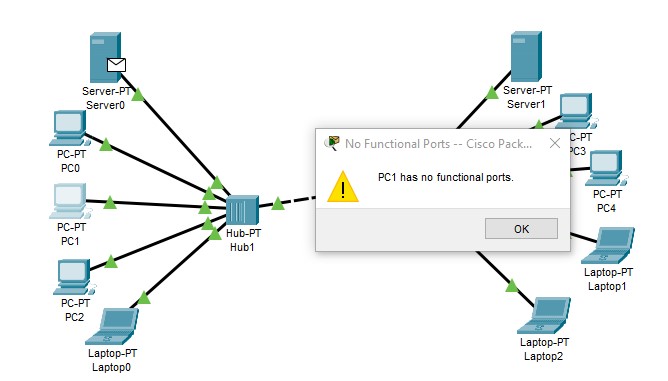 Server-PT
Server0
PC-PT
PC0
PC-PT
PC1
PC-PT
PC2
Laptop-PT
Laptop0
Hub-PT
Hub1
No Functional Ports -- Cisco Pack...
PC1 has no functional ports.
OK
Server-PT
Server1
PC-PT
PC3
PC-PT
PC4
Laptop-PT
Laptop1
Laptop-PT
Laptop2